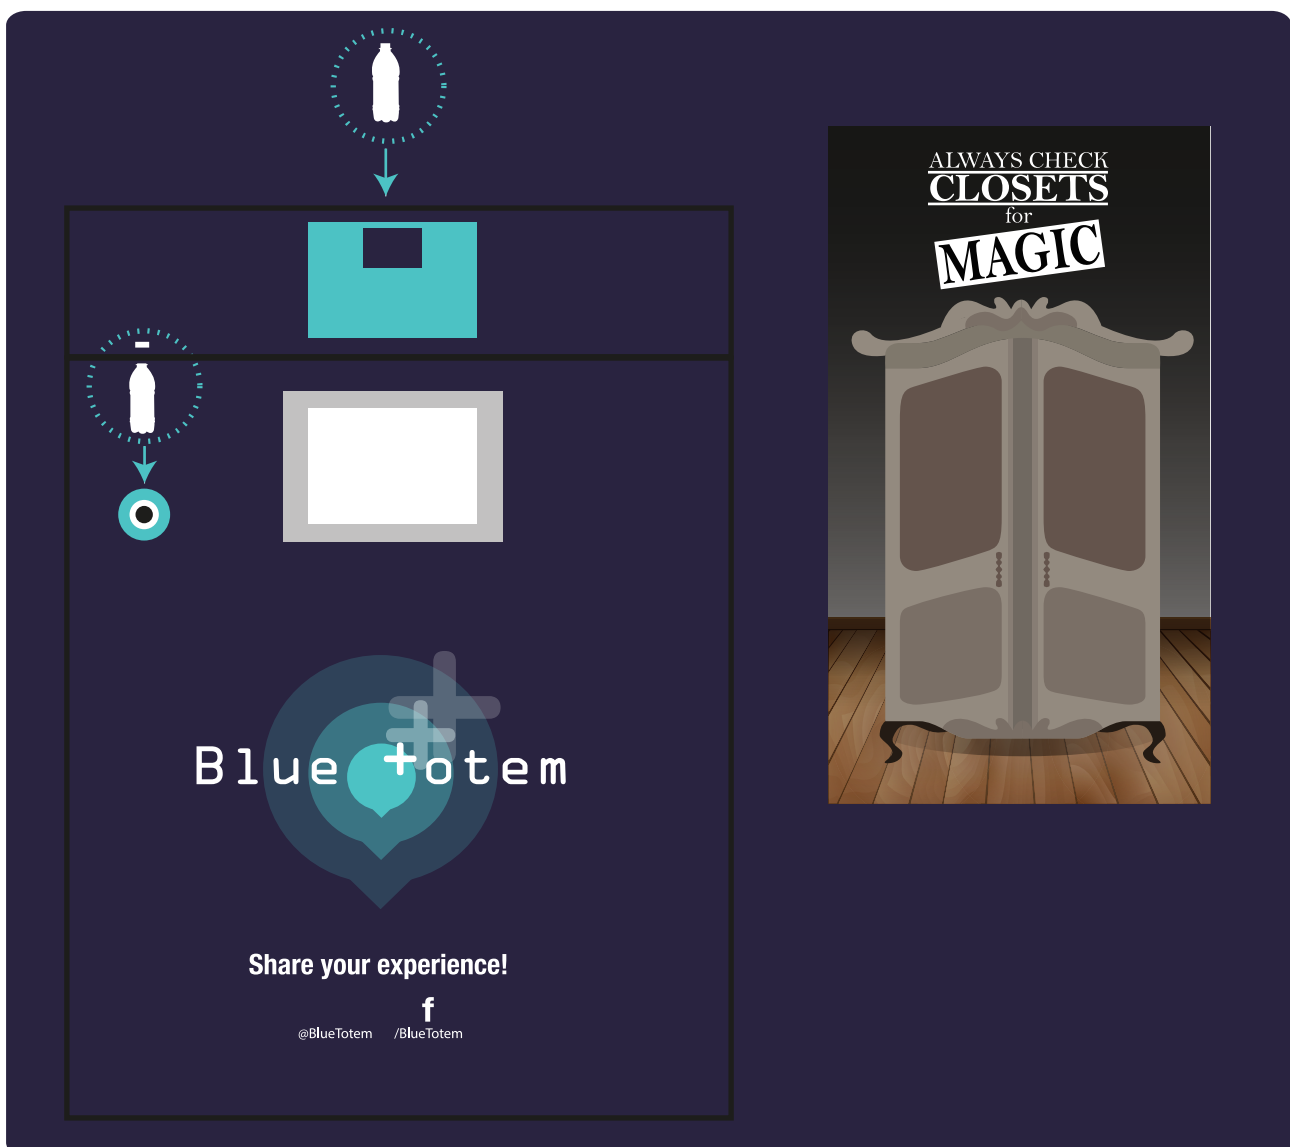 ALWAYS CHECK
CLOSETS
for
MAGIC
Blue totem
Share your experience!
f
@BlueTotem /BlueTotem